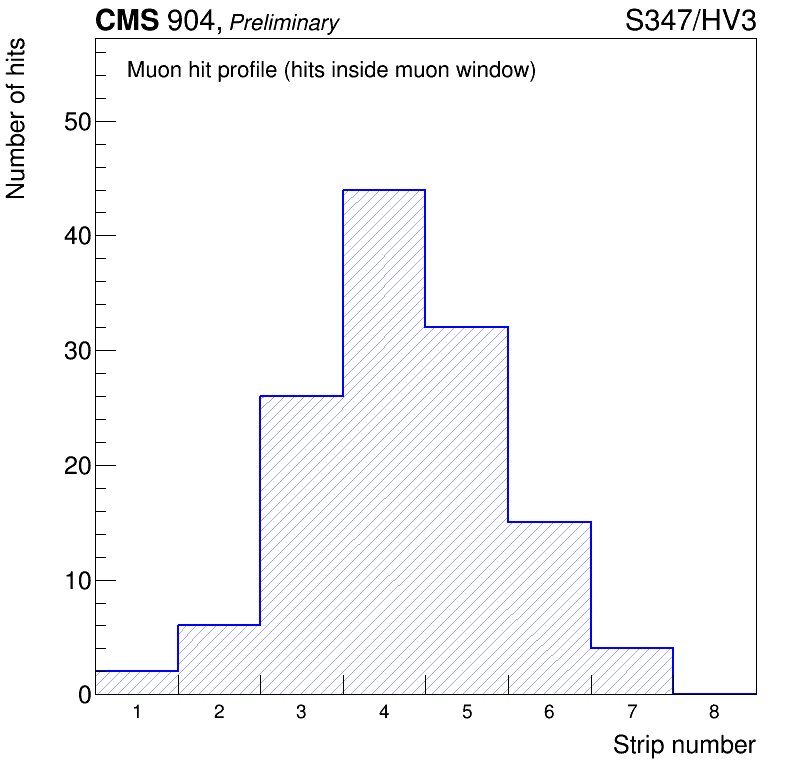 CMS 904, Preliminary S347/HV3
Muon hit profile (hits inside muon window)
Number of hits
50
40
30
20
10
0
1 2 3 4 5 6 7 8
Strip number